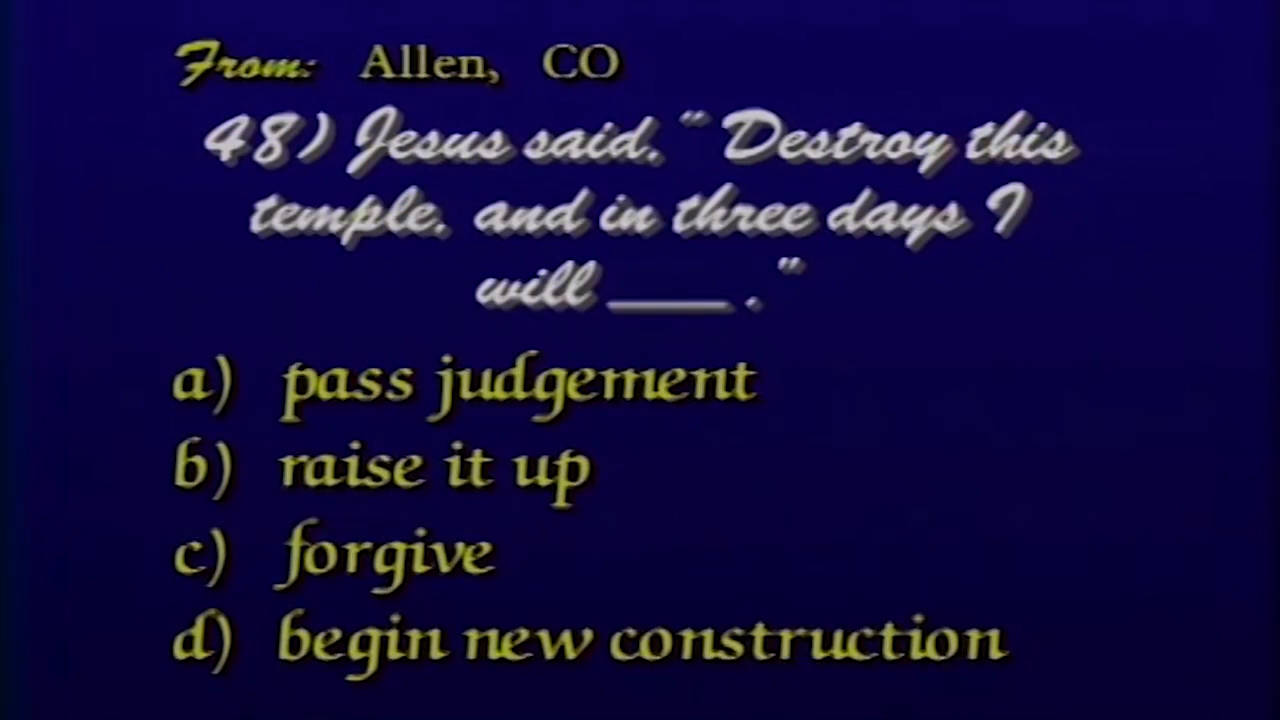 From: Allen, CO
48) Jesus said, " Destroy this
temple, and in three days I
will ____ . "
a) pass judgement
b) raise it up
c) forgive
d) begin new construction